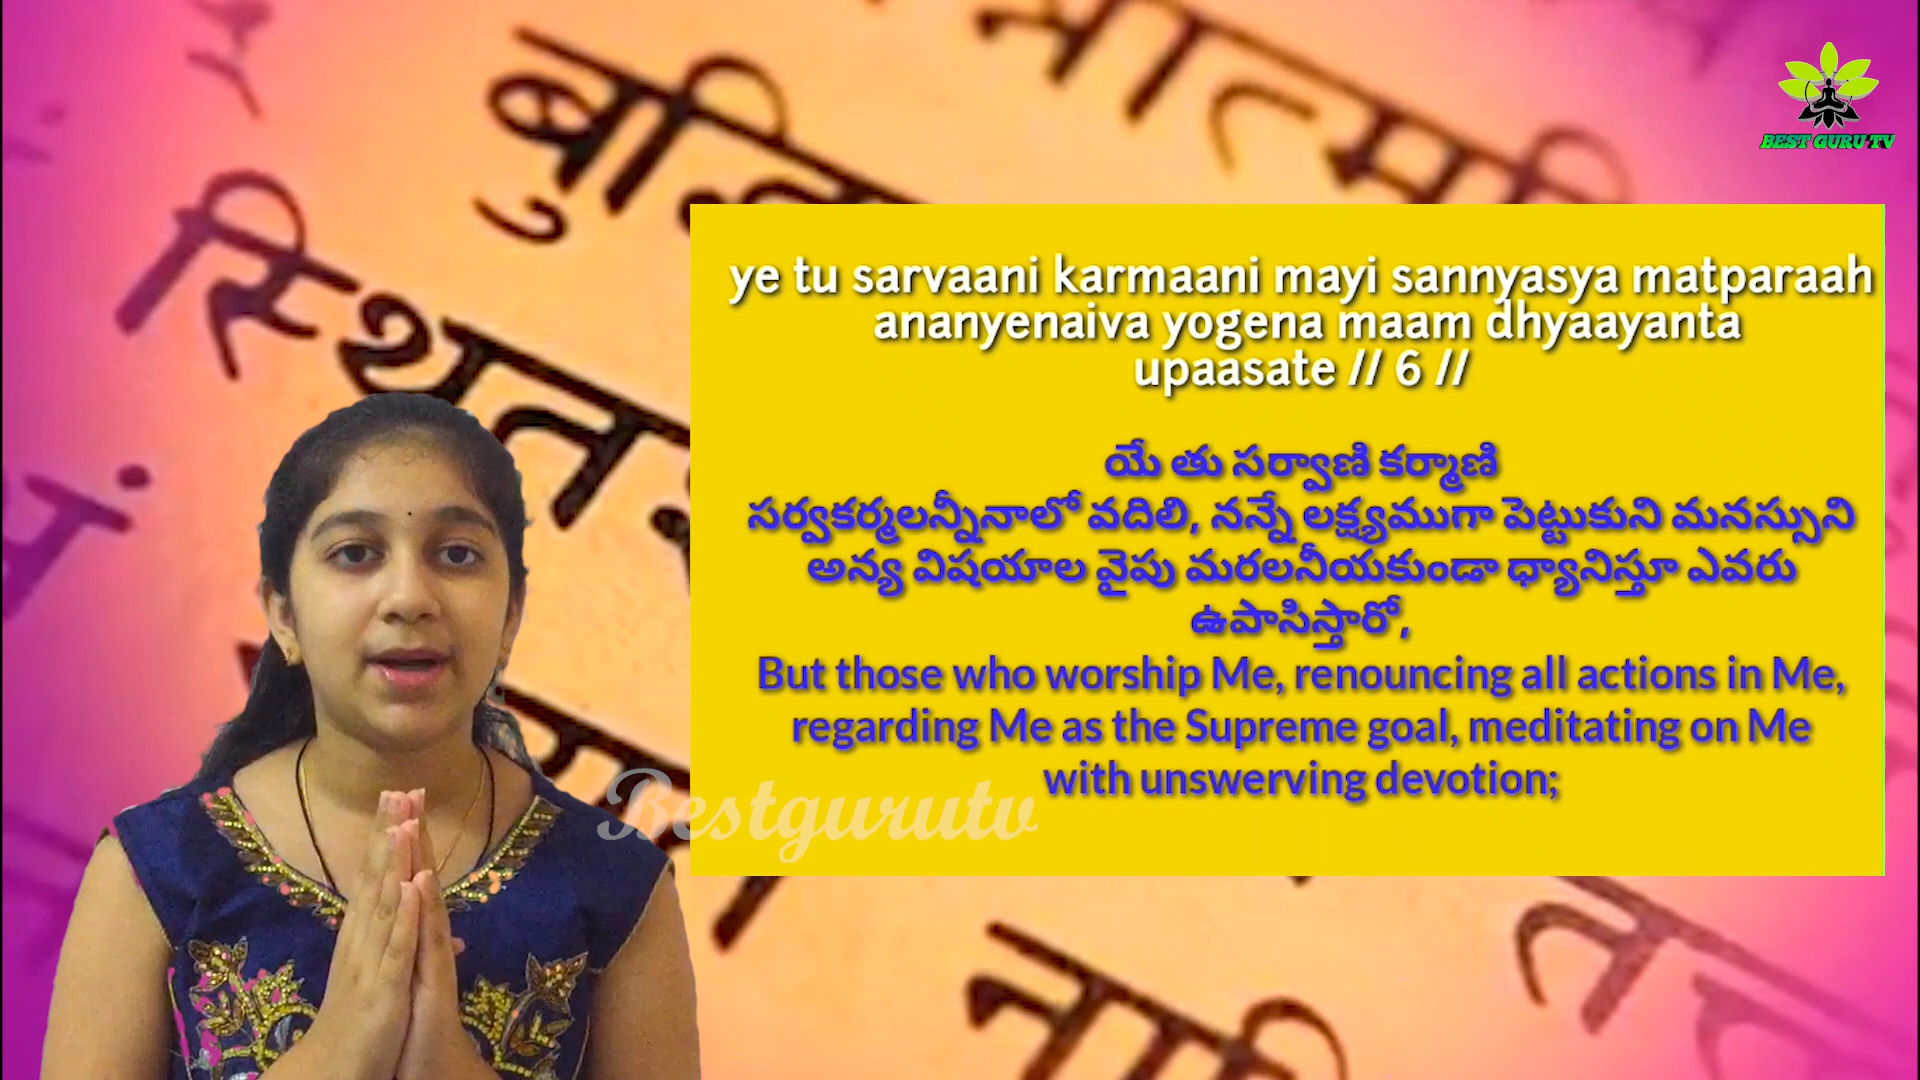 बुद्धि
स्थित
BEST GURU TV
ye tu sarvaani karmaani mayi sannyasya matparaah
ananyenaiva yogena maam dhyaayanta
upaasate // 6 //
యే తు సర్వాణి కర్మాణి
సర్వకర్మలన్నీనాలో వదిలి, నన్నే లక్ష్యముగా పెట్టుకుని మనస్సుని
అన్య విషయాల వైపు మరలనీయకుండా ధ్యానిస్తూ ఎవరు
ఉపాసిస్తారో,
But those who worship Me, renouncing all actions in Me,
regarding Me as the Supreme goal, meditating on Me
with unswerving devotion;
Bestgurutv